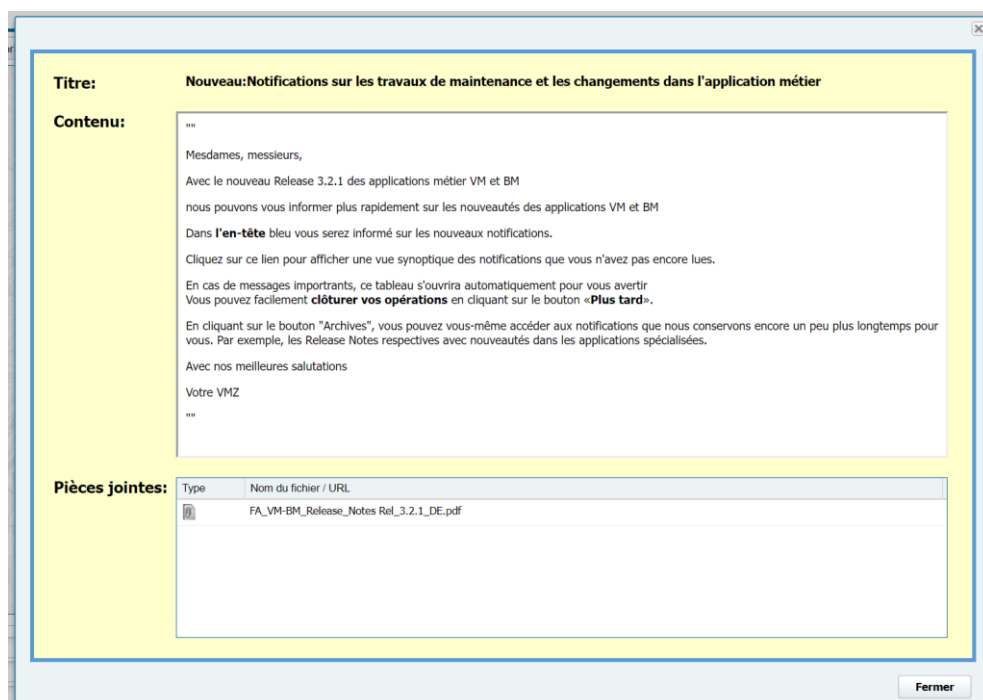 Titre:
Nouveau:Notifications sur les travaux de maintenance et les changements dans l'application métier
Contenu:
""
Mesdames, messieurs,
Avec le nouveau Release 3.2.1 des applications métier VM et BM
nous pouvons vous informer plus rapidement sur les nouveautés des applications VM et BM
Dans l'en-tête bleu vous serez informé sur les nouveaux notifications.
Cliquez sur ce lien pour afficher une vue synoptique des notifications que vous n'avez pas encore lues.
En cas de messages importrants, ce tableau s'ouvrira automatiquement pour vous avertir
Vous pouvez facilement clôturer vos opérations en cliquant sur le bouton «Plus tard».
En cliquant sur le bouton "Archives", vous pouvez vous-même accéder aux notifications que nous conservons encore un peu plus longtemps pour
vous. Par exemple, les Release Notes respectives avec nouveautés dans les applications spécialisées.
Avec nos meilleures salutations
Votre VMZ
""
Pièces jointes:
Type Nom du fichier / URL
FA_VM-BM_Release_Notes Rel_3.2.1_DE.pdf
Fermer